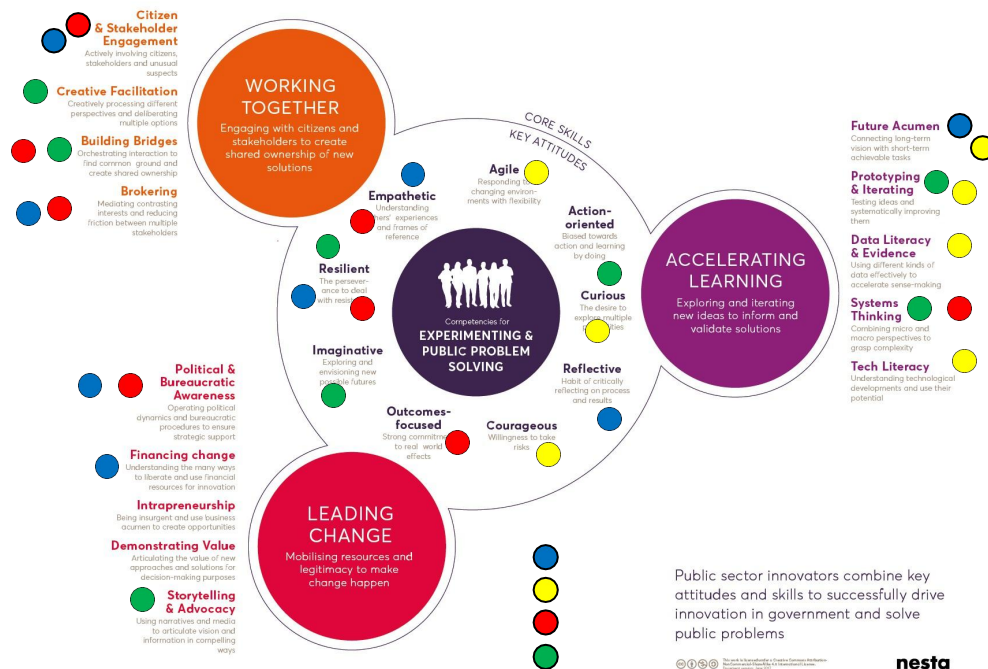 Citizen
& Stakeholder
Engagement
Actively involving citizens,
stakeholders and unusual
suspects
Creative Facilitation
Creatively processing different
perspectives and deliberating
multiple options
Building Bridges
Orchestrating interaction to
find common ground and
create shared ownership
Brokering
Mediating contrasting
interests and reducing
friction between multiple
stakeholders
WORKING
TOGETHER
Engaging with citizens and
stakeholders to create
shared ownership of new
solutions
CORE SKILLS
KEY ATTITUDES
Empathetic
Understanding
experiences
and frames of
reference
Agile
Responding to
changing environ-
ments with flexibility
Action-
oriented
Biased towards
action and learning
by doing
Resilient
The persever-
ance to deal
with
Curious
The desire to
multiple
Imaginative
Exploring and
envisioning new
possible futures
Reflective
Habit of critically
reflecting on process
and results
Outcomes-
focused
Strong
to real world
effects
Courageous
Willingness to take
risks
Competencies for
EXPERIMENTING &
PUBLIC PROBLEM
SOLVING
ACCELERATING
LEARNING
Exploring and iterating
new ideas to inform and
validate solutions
Future Acumen
Connecting long-term
vision with short-term
achievable tasks
Prototyping
& Iterating
Testing ideas and
systematically improving
them
Data Literacy
& Evidence
Using different kinds of
data effectively to
accelerate sense-making
Systems
Thinking
Combining micro and
macro perspectives to
grasp complexity
Tech Literacy
Understanding technological
developments and use their
potential
Political &
Bureaucratic
Awareness
Operating political
dynamics and bureaucratic
procedures to ensure
strategic support
Financing change
Understanding the many ways
to liberate and use financial
resources for innovation
Intrapreneurship
Being insurgent and use business
acumen to create opportunities
Demonstrating Value
Articulating the value of new
approaches and solutions for
decision-making purposes
Storytelling
& Advocacy
Using narratives and media
to articulate vision and
information in compelling
ways
LEADING
CHANGE
Mobilising resources and
legitimacy to make
change happen
Public sector innovators combine key
attitudes and skills to successfully drive
innovation in government and solve
public problems
nesta